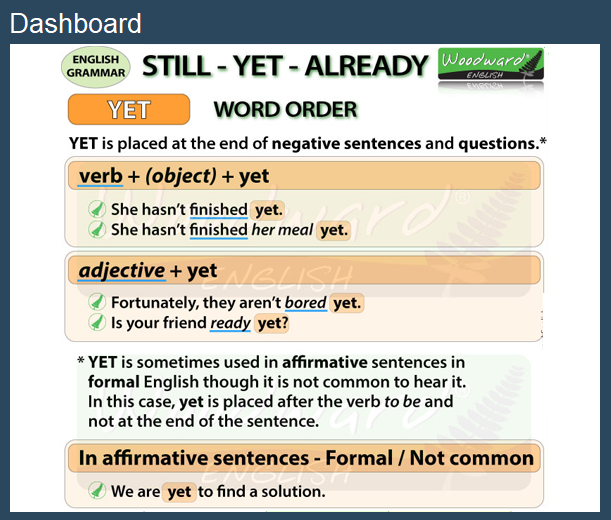 Dashboard
ENGLISH
GRAMMAR
STILL - YET - ALREADY
Woodward®
ENGLISH
YET
WORD ORDER
YET is placed at the end of negative sentences and questions.*
verb + (object) + yet
She hasn't finished yet.
She hasn't finished her meal yet.
adjective + yet
Fortunately, they aren't bored yet.
Is your friend ready yet?
* YET is sometimes used in affirmative sentences in
formal English though it is not common to hear it.
In this case, yet is placed after the verb to be and
not at the end of the sentence.
In affirmative sentences - Formal / Not common
We are yet to find a solution.